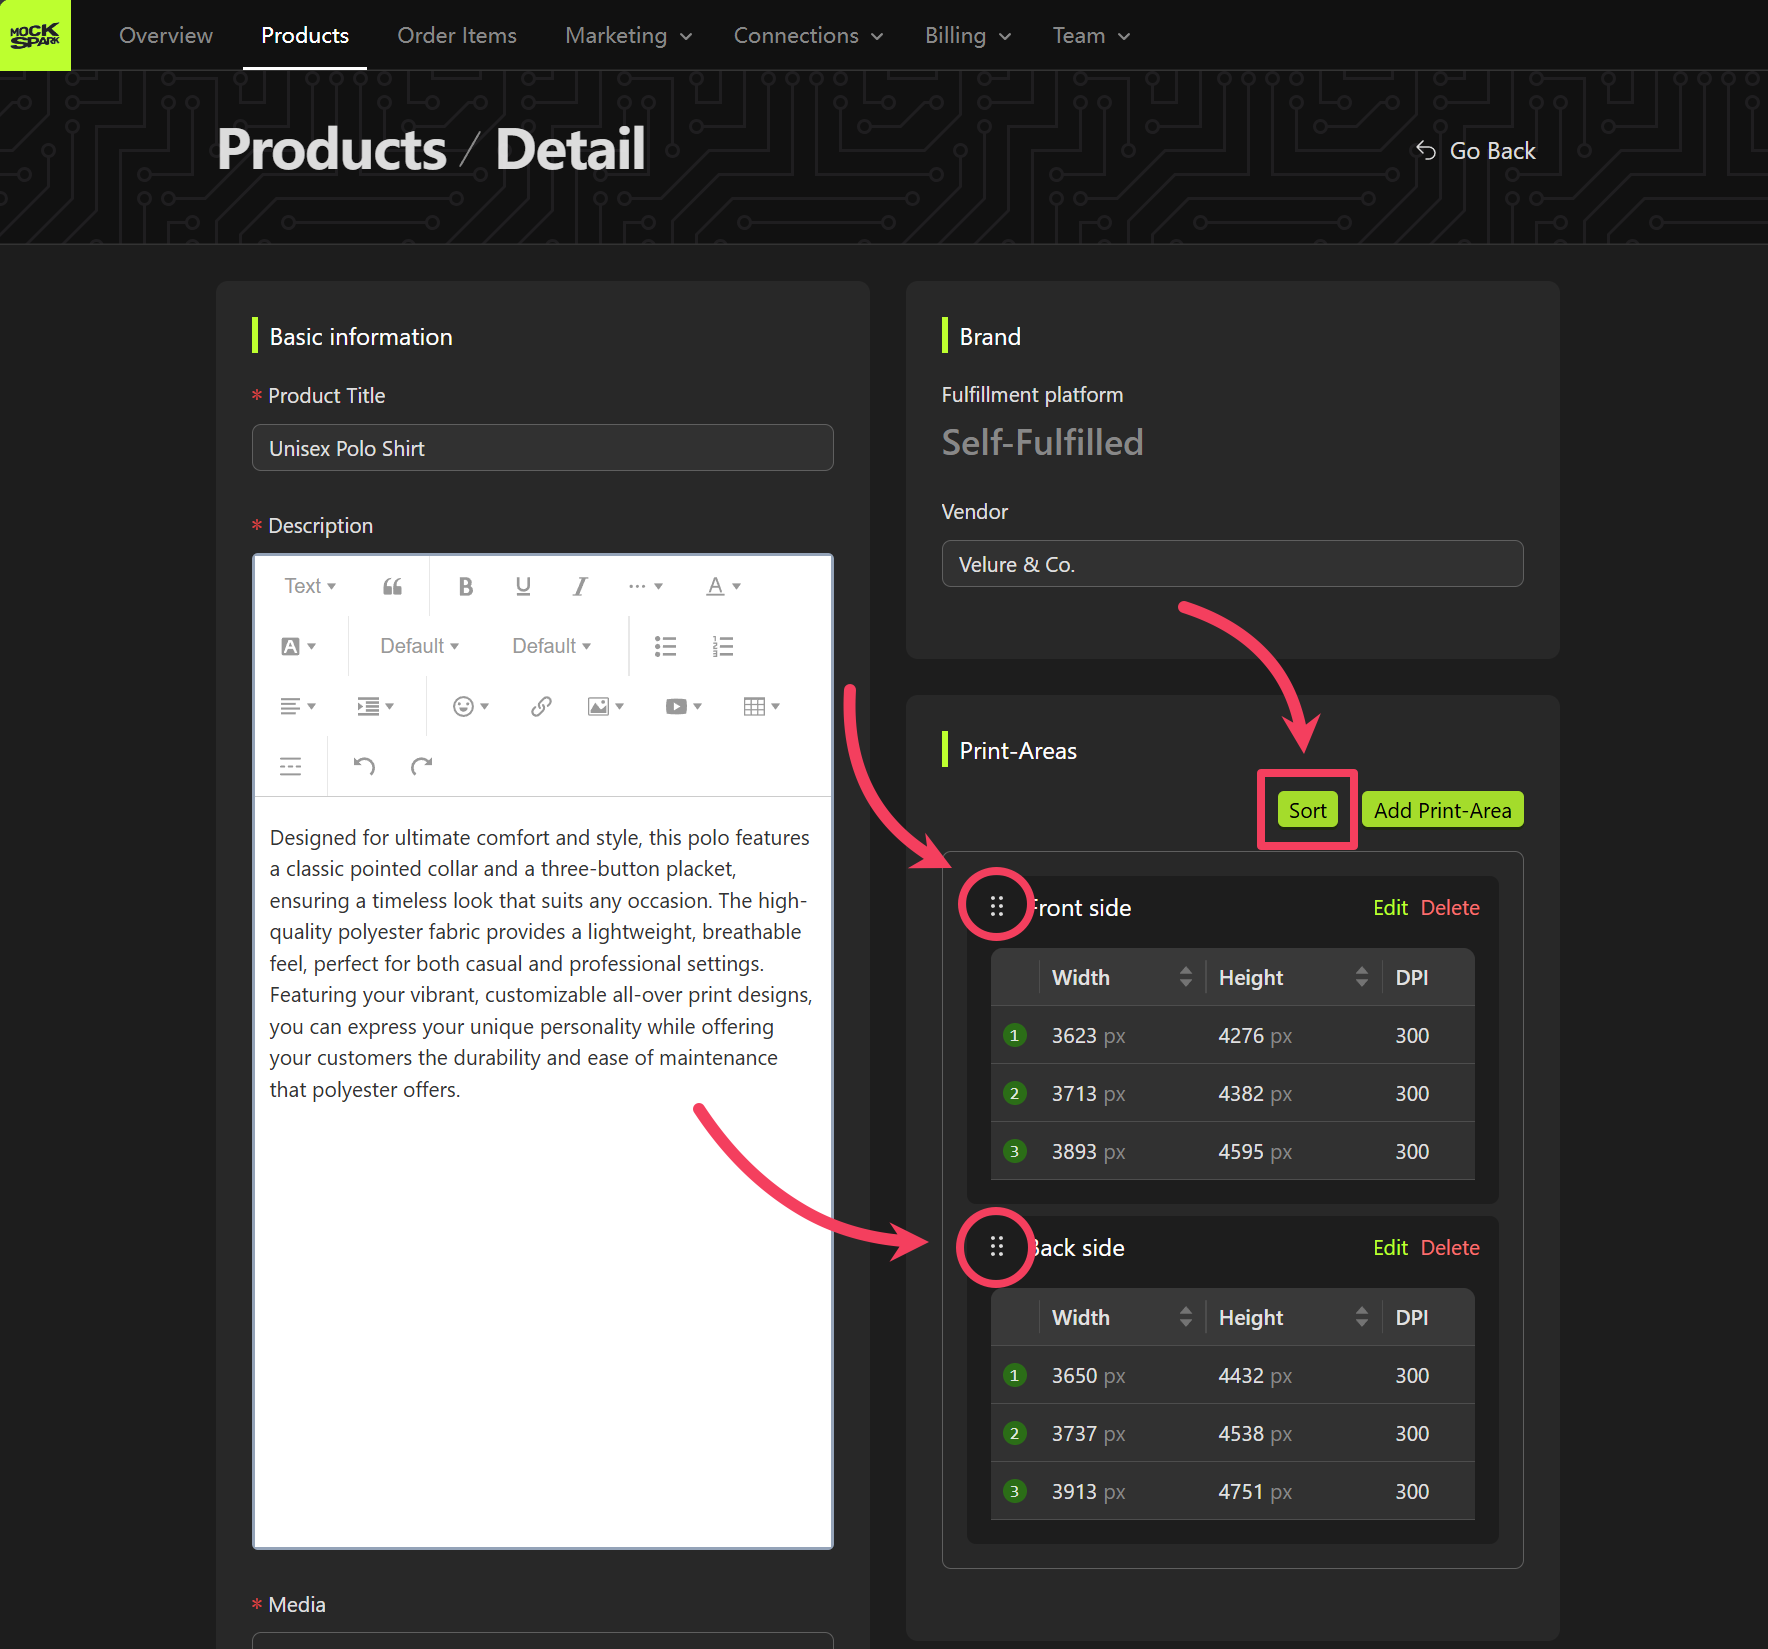 MOCK
SPARK
Overview
Products
Order Items
Marketing
Connections
Billing
Team
Products / Detail
Go Back
Basic information
* Product Title
Unisex Polo Shirt
* Description
Text
B U I ... A
A Default Default
Designed for ultimate comfort and style, this polo features
a classic pointed collar and a three-button placket,
ensuring a timeless look that suits any occasion. The high-
quality polyester fabric provides a lightweight, breathable
feel, perfect for both casual and professional settings.
Featuring your vibrant, customizable all-over print designs,
you can express your unique personality while offering
your customers the durability and ease of maintenance
that polyester offers.
* Media
Brand
Fulfillment platform
Self-Fulfilled
Vendor
Velure & Co.
Print-Areas
Sort
Add Print-Area
Front side
Edit Delete
Width Height DPI
1 3623 px 4276 px 300
2 3713 px 4382 px 300
3 3893 px 4595 px 300
Back side
Edit Delete
Width Height DPI
1 3650 px 4432 px 300
2 3737 px 4538 px 300
3 3913 px 4751 px 300